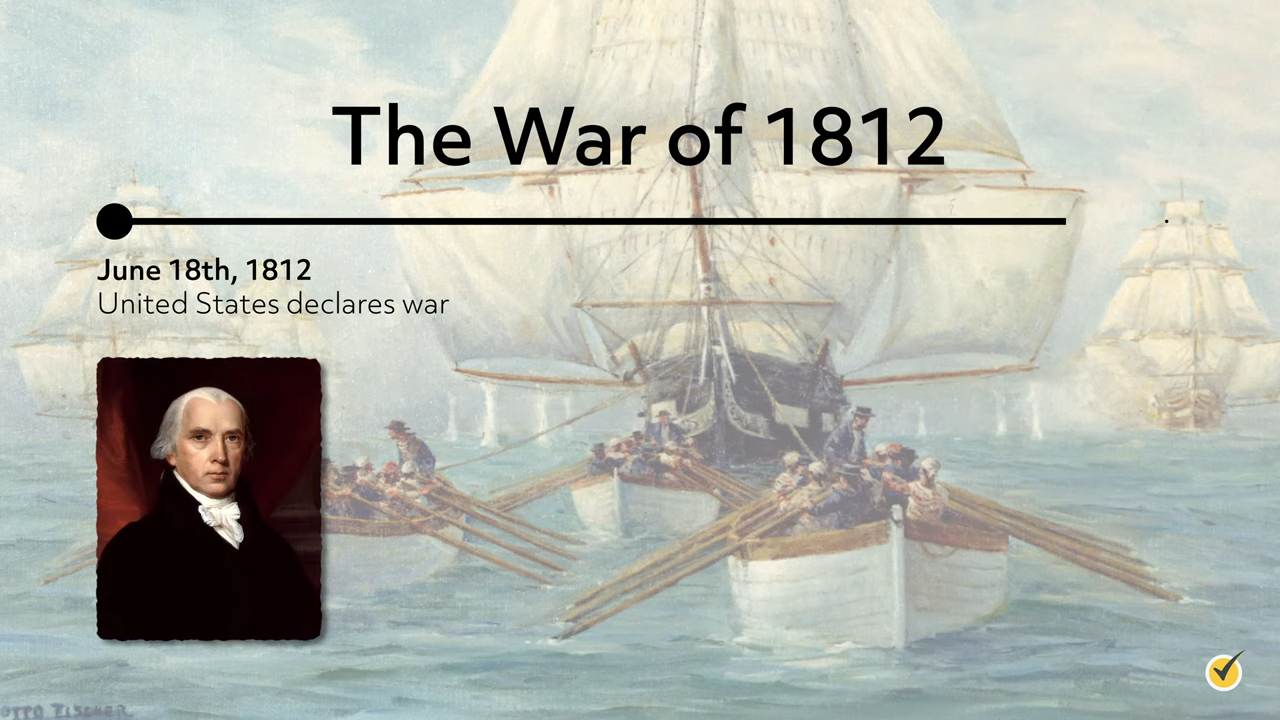 The War of 1812
June 18th, 1812
United States declares war